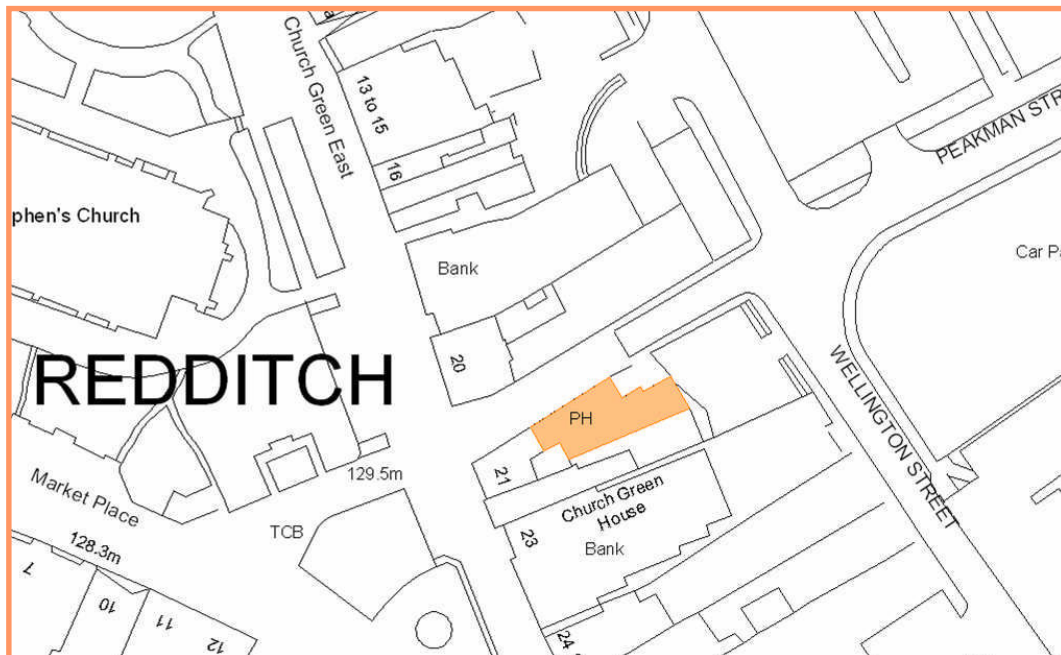 Church Green East
13 to 15
16
PEAKMAN STR
phen's Church
Bank
Car Pa
20
REDDITCH
PH
WELLINGTON STREET
21
129.5m
Market Place
Church Green
House
TCB
23
Bank
128.3m
7
10
11
12
24